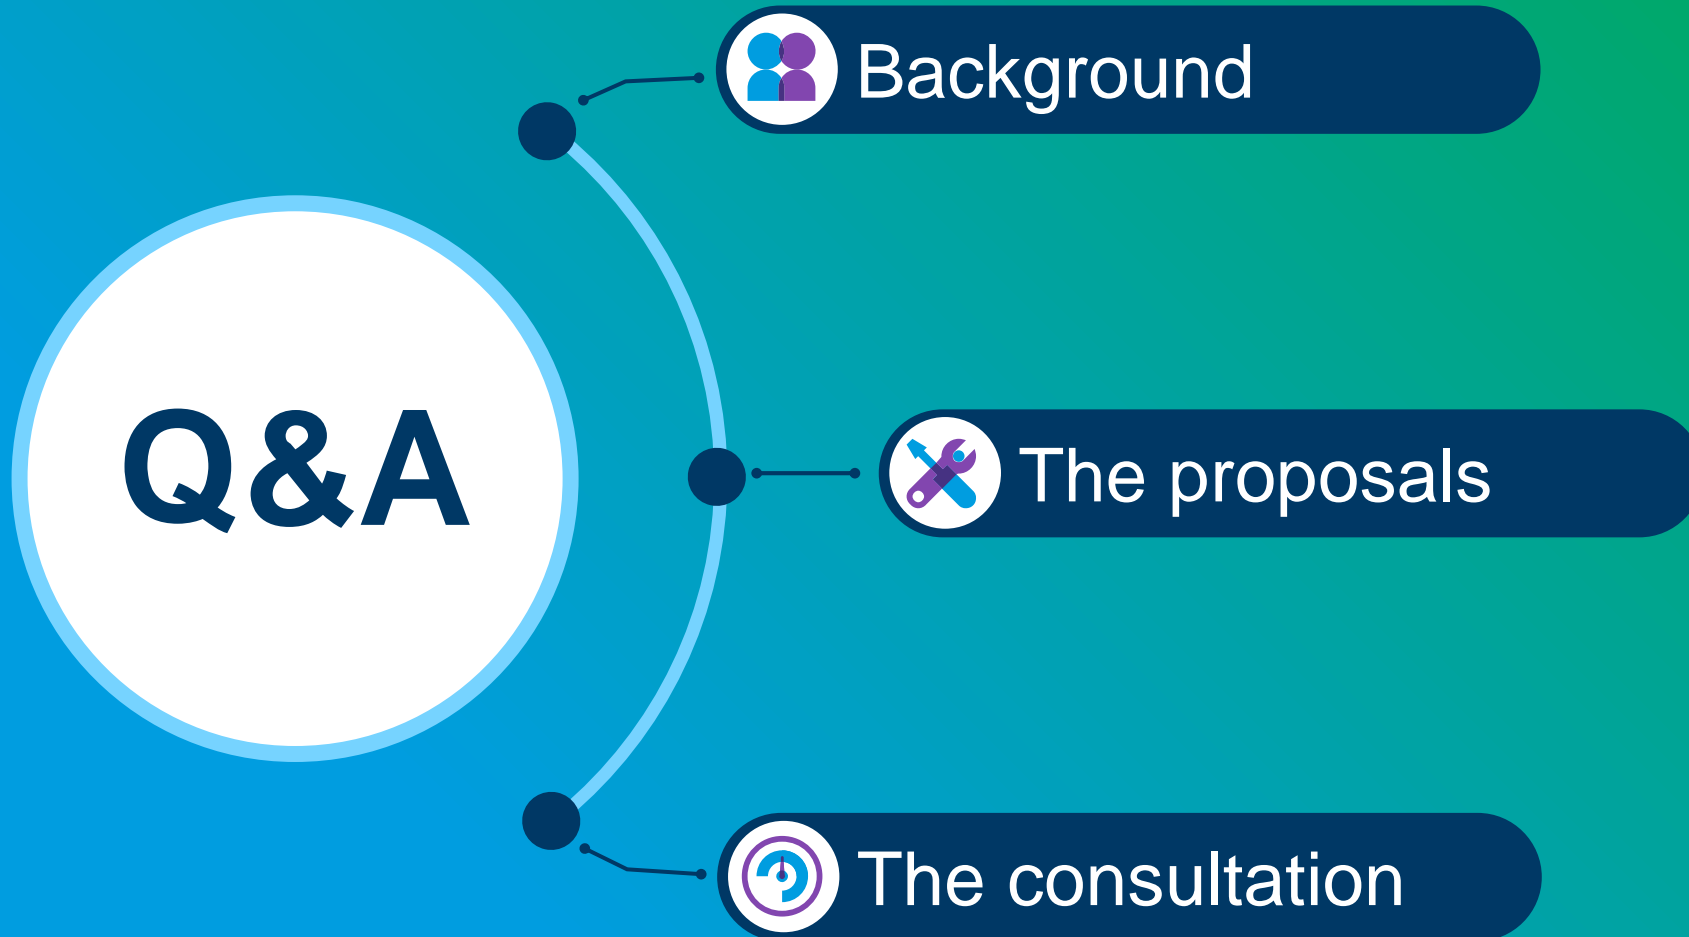 Q&A
Background
The proposals
The consultation